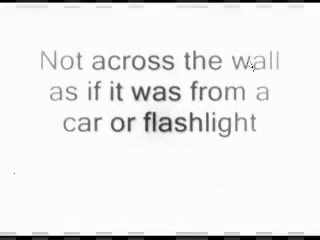 Not across the wall
as if it was from a
car or flashlight